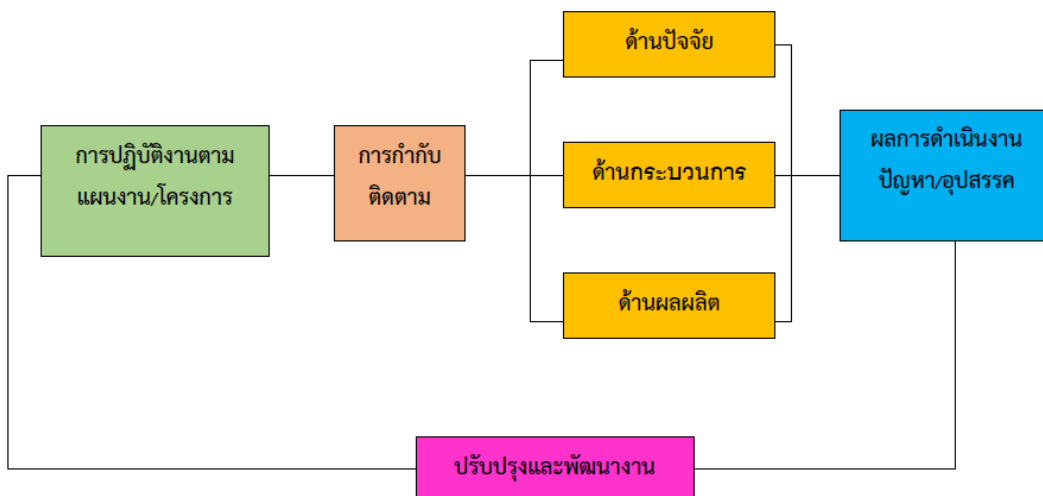 ด้านปัจจัย
การปฏิบัติงานตาม
แผนงาน/โครงการ
การกำกับ
ติดตาม
ด้านกระบวนการ
ผลการดำเนินงาน
ปัญหา/อุปสรรค
ด้านผลผลิต
ปรับปรุงและพัฒนางาน